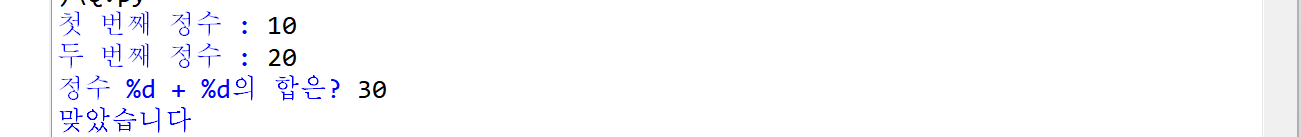 첫 번째 정수 : 10
두 번째 정수 : 20
정수 %d + %d의 합은? 30
맞았습니다